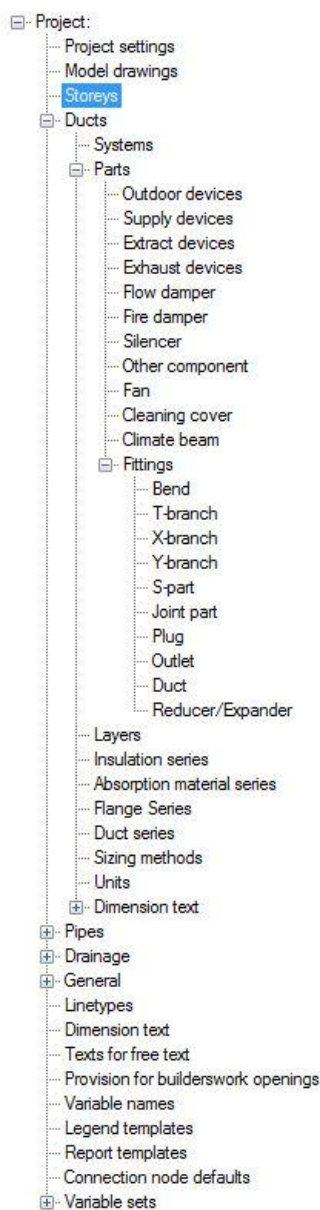 Project:
Project settings
Model drawings
Storeys
Ducts
Systems
Parts
Outdoor devices
Supply devices
Extract devices
Exhaust devices
Flow damper
Fire damper
Silencer
Other component
Fan
Cleaning cover
Climate beam
Fittings
Bend
T-branch
X-branch
Y-branch
S-part
Joint part
Plug
Outlet
Duct
Reducer/Expander
Layers
Insulation series
Absorption material series
Flange Series
Duct series
Sizing methods
Units
Dimension text
Pipes
Drainage
General
Linetypes
Dimension text
Texts for free text
Provision for builderswork openings
Variable names
Legend templates
Report templates
Connection node defaults
Variable sets